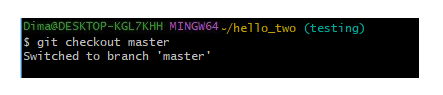 Dima@DESKTOP-KGL7KHH MINGW64 ~/hello_two (testing)
$ git checkout master
Switched to branch 'master'